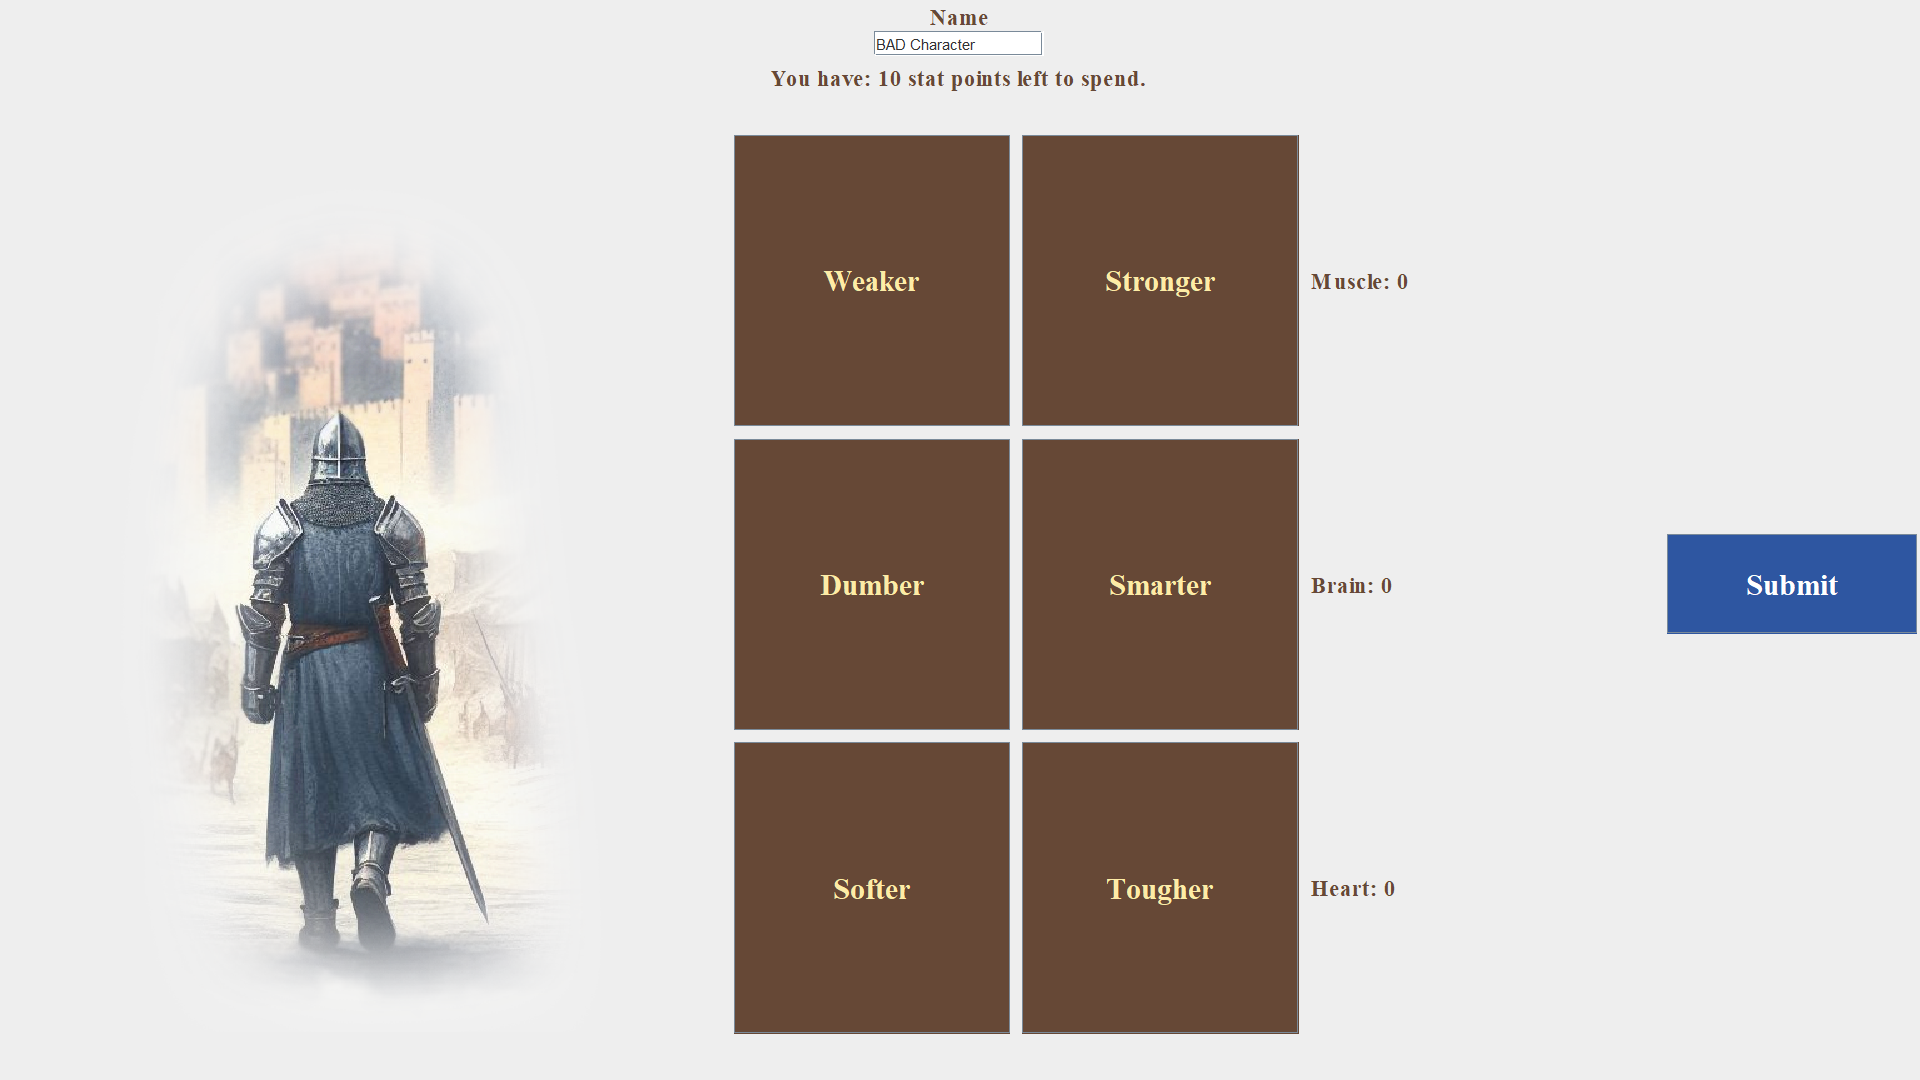 Name
BAD Character
You have: 10 stat points left to spend.
Weaker
Stronger
Muscle: 0
Dumber
Smarter
Brain: 0
Submit
Softer
Tougher
Heart: 0